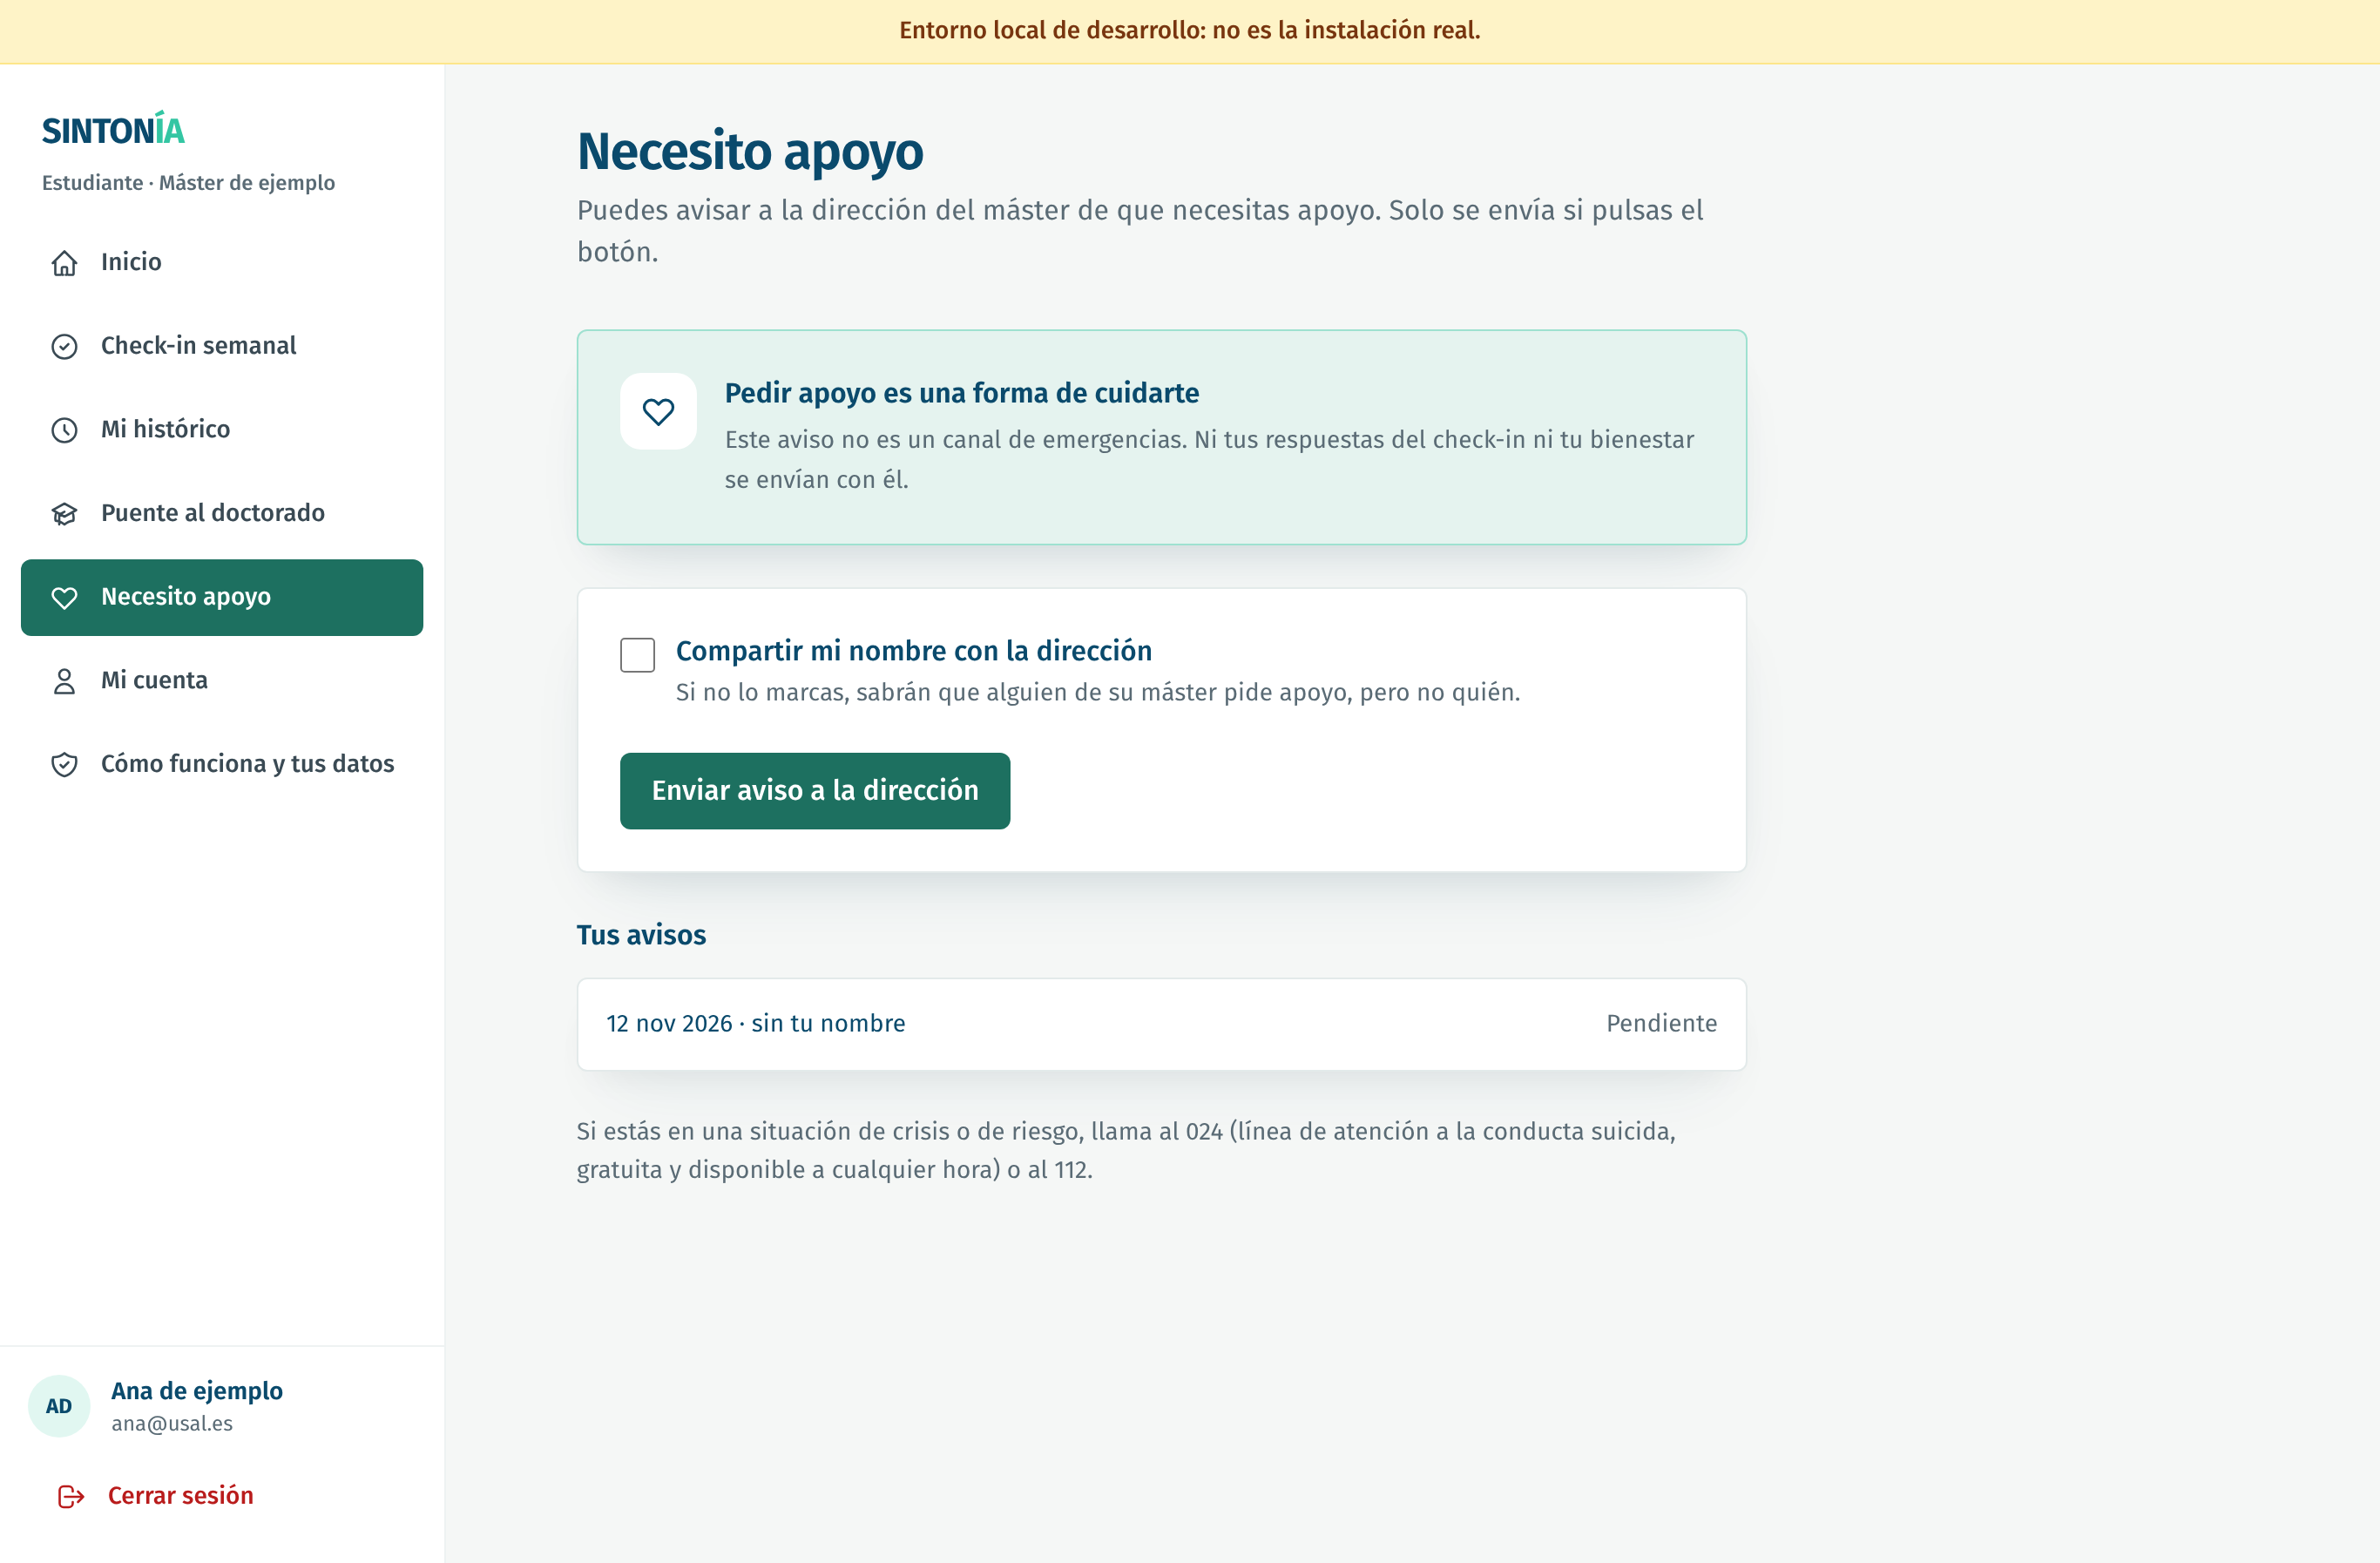 Entorno local de desarrollo: no es la instalación real.
SINTONÍA
Estudiante · Máster de ejemplo
Inicio
Check-in semanal
Mi histórico
Puente al doctorado
Necesito apoyo
Mi cuenta
Cómo funciona y tus datos
Ana de ejemplo
AD
ana@usal.es
Cerrar sesión
Necesito apoyo
Puedes avisar a la dirección del máster de que necesitas apoyo. Solo se envía si pulsas el
botón.
Pedir apoyo es una forma de cuidarte
Este aviso no es un canal de emergencias. Ni tus respuestas del check-in ni tu bienestar
se envían con él.
Compartir mi nombre con la dirección
Si no lo marcas, sabrán que alguien de su máster pide apoyo, pero no quién.
Enviar aviso a la dirección
Tus avisos
12 nov 2026 · sin tu nombre
Pendiente
Si estás en una situación de crisis o de riesgo, llama al 024 (línea de atención a la conducta suicida,
gratuita y disponible a cualquier hora) o al 112.